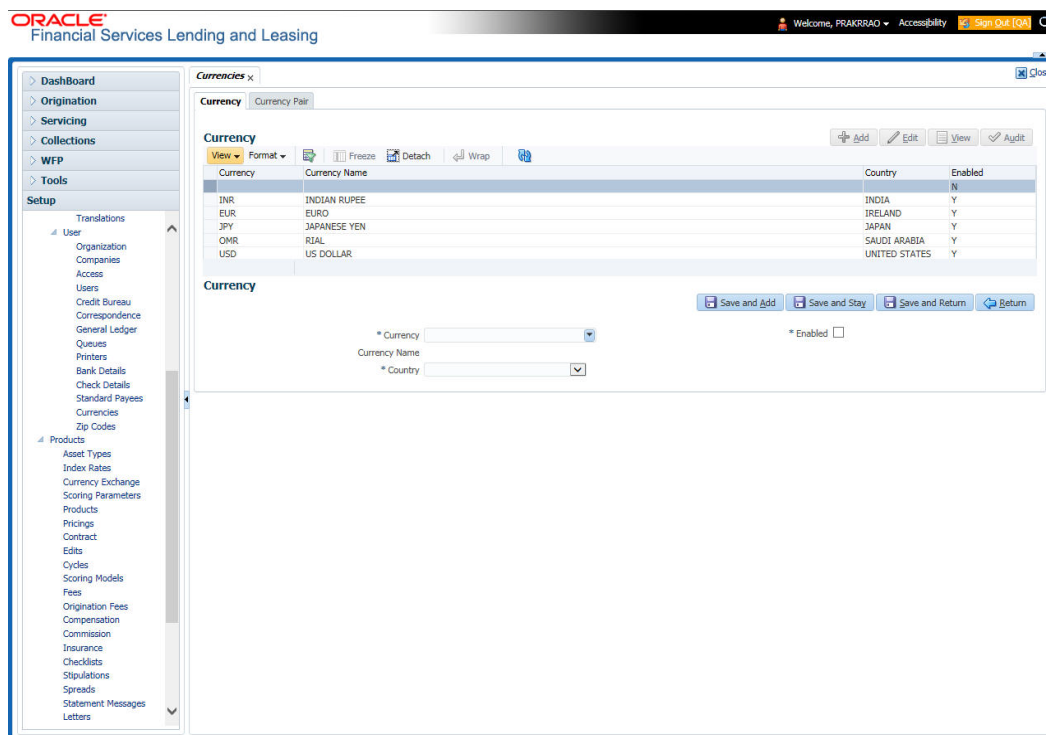 ORACLE
Financial Services Lending and Leasing
Welcome, PRAKRRAO Accessibility Sign Out [QA]
DashBoard
Origination
Servicing
Collections
WFP
Tools
Setup
Translations
User
Organization
Companies
Access
Users
Credit Bureau
Correspondence
General Ledger
Queues
Printers
Bank Details
Check Details
Standard Payees
Currencies
Zip Codes
Products
Asset Types
Index Rates
Currency Exchange
Scoring Parameters
Products
Pricings
Contract
Edits
Cycles
Scoring Models
Fees
Origination Fees
Compensation
Commission
Insurance
Checklists
Stipulations
Spreads
Statement Messages
Letters
Currencies x
Clos
Currency Currency Pair
Currency
Add Edit View Audit
View Format Freeze Detach Wrap
Currency Currency Name Country Enabled
N
INR INDIAN RUPEE INDIA Y
EUR EURO IRELAND Y
JPY JAPANESE YEN JAPAN Y
OMR RIAL SAUDI ARABIA Y
USD US DOLLAR UNITED STATES Y
Currency
Save and Add Save and Stay Save and Return Return
* Currency * Enabled
Currency Name
* Country